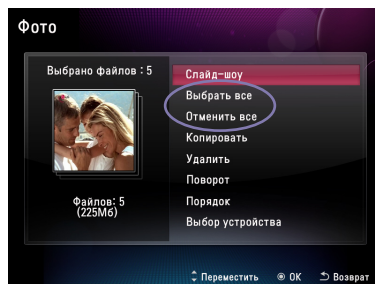 Фото
Выбрано файлов : 5
Файлов: 5
(225Мб)
Слайд-шоу
Выбрать все
Отменить все
Копировать
Удалить
Поворот
Порядок
Выбор устройства
Переместить OK Возврат